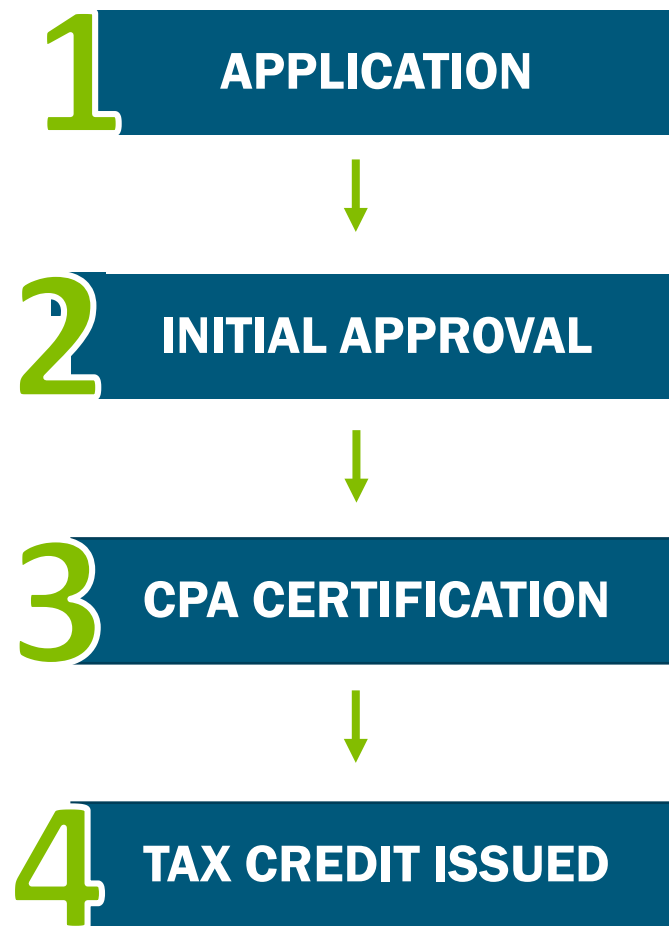 1 APPLICATION
2 INITIAL APPROVAL
3 CPA CERTIFICATION
4 TAX CREDIT ISSUED